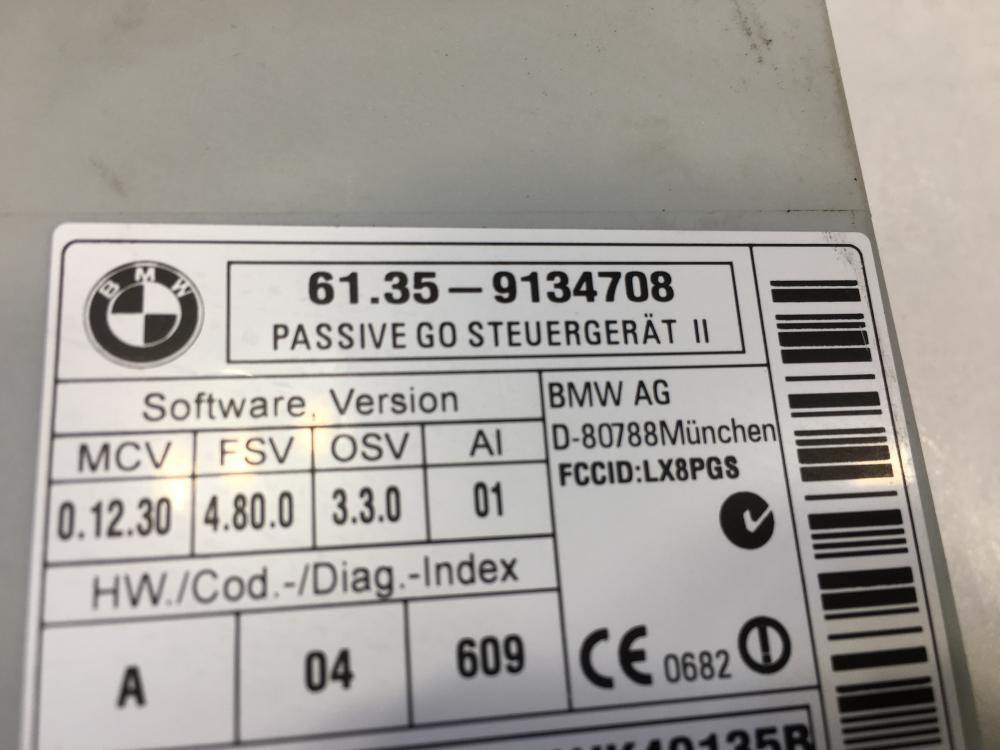 BMW
61.35-9134708
PASSIVE GO STEUERGERÄT II
Software Version
MCV FSV OSV AI
0.12.30 4.80.0 3.3.0 01
HW./Cod.-/Diag.-Index
A 04 609
BMW AG
D-80788München
FCCID:LX8PGS
CE 0682